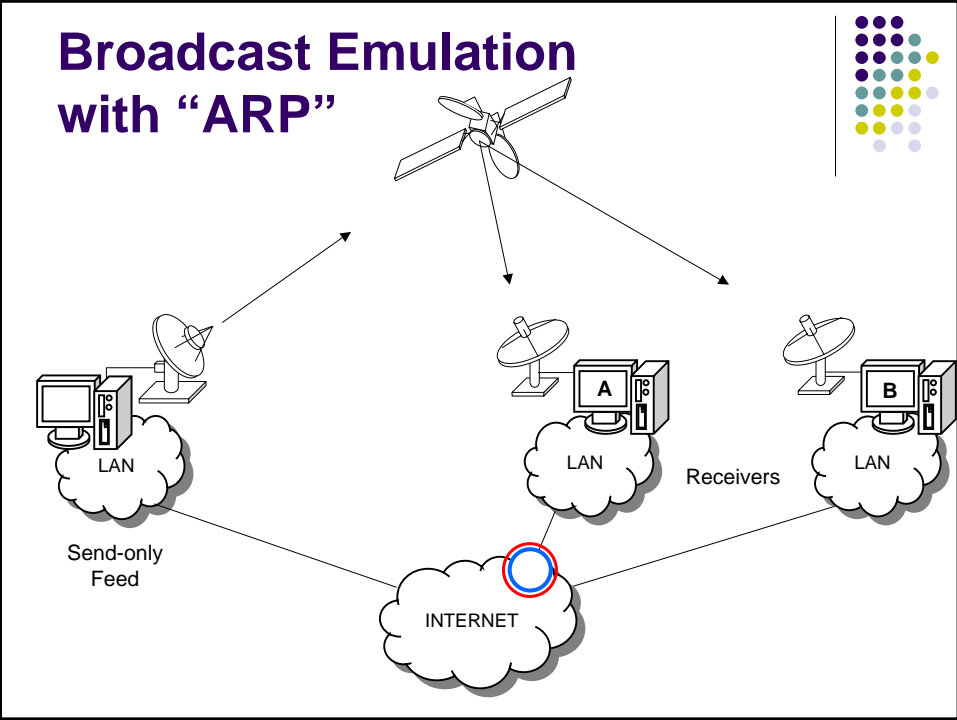 Broadcast Emulation
with “ARP”
A
B
LAN
LAN
LAN
Receivers
Send-only
Feed
INTERNET